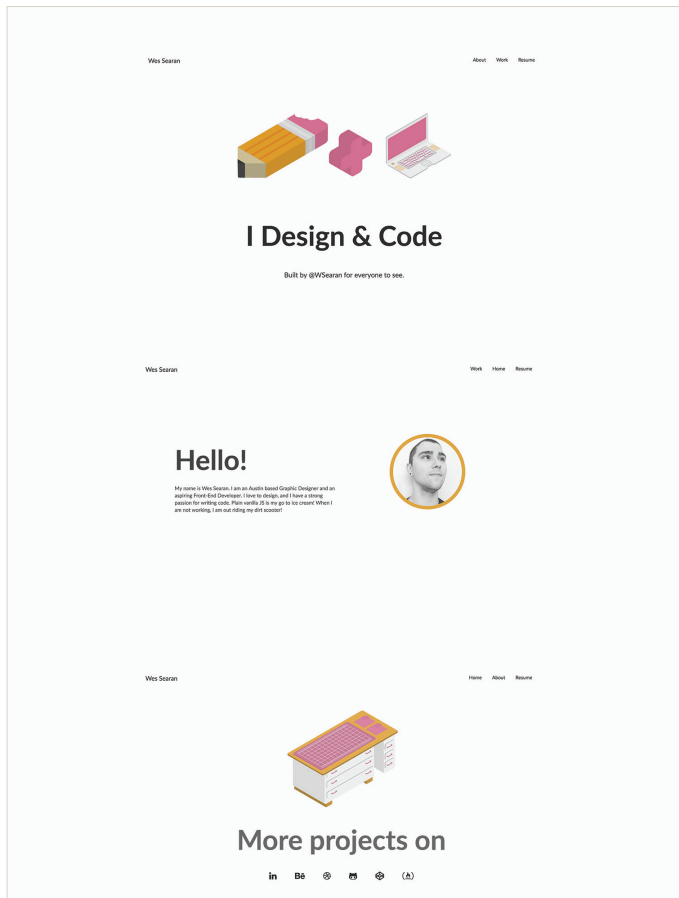 Wes Searan About Work Resume
I Design & Code
Built by @WSearan for everyone to see.
Wes Searan Work Home Resume
Hello!
My name is Wes Searan. I am an Austin based Graphic Designer and an
aspiring Front-End Developer. I love to design, and I have a strong
passion for writing code. Plain vanilla JS is my go to ice cream! When I
am not working, I am out riding my dirt scooter!
Wes Searan Home About Resume
More projects on
in Bē